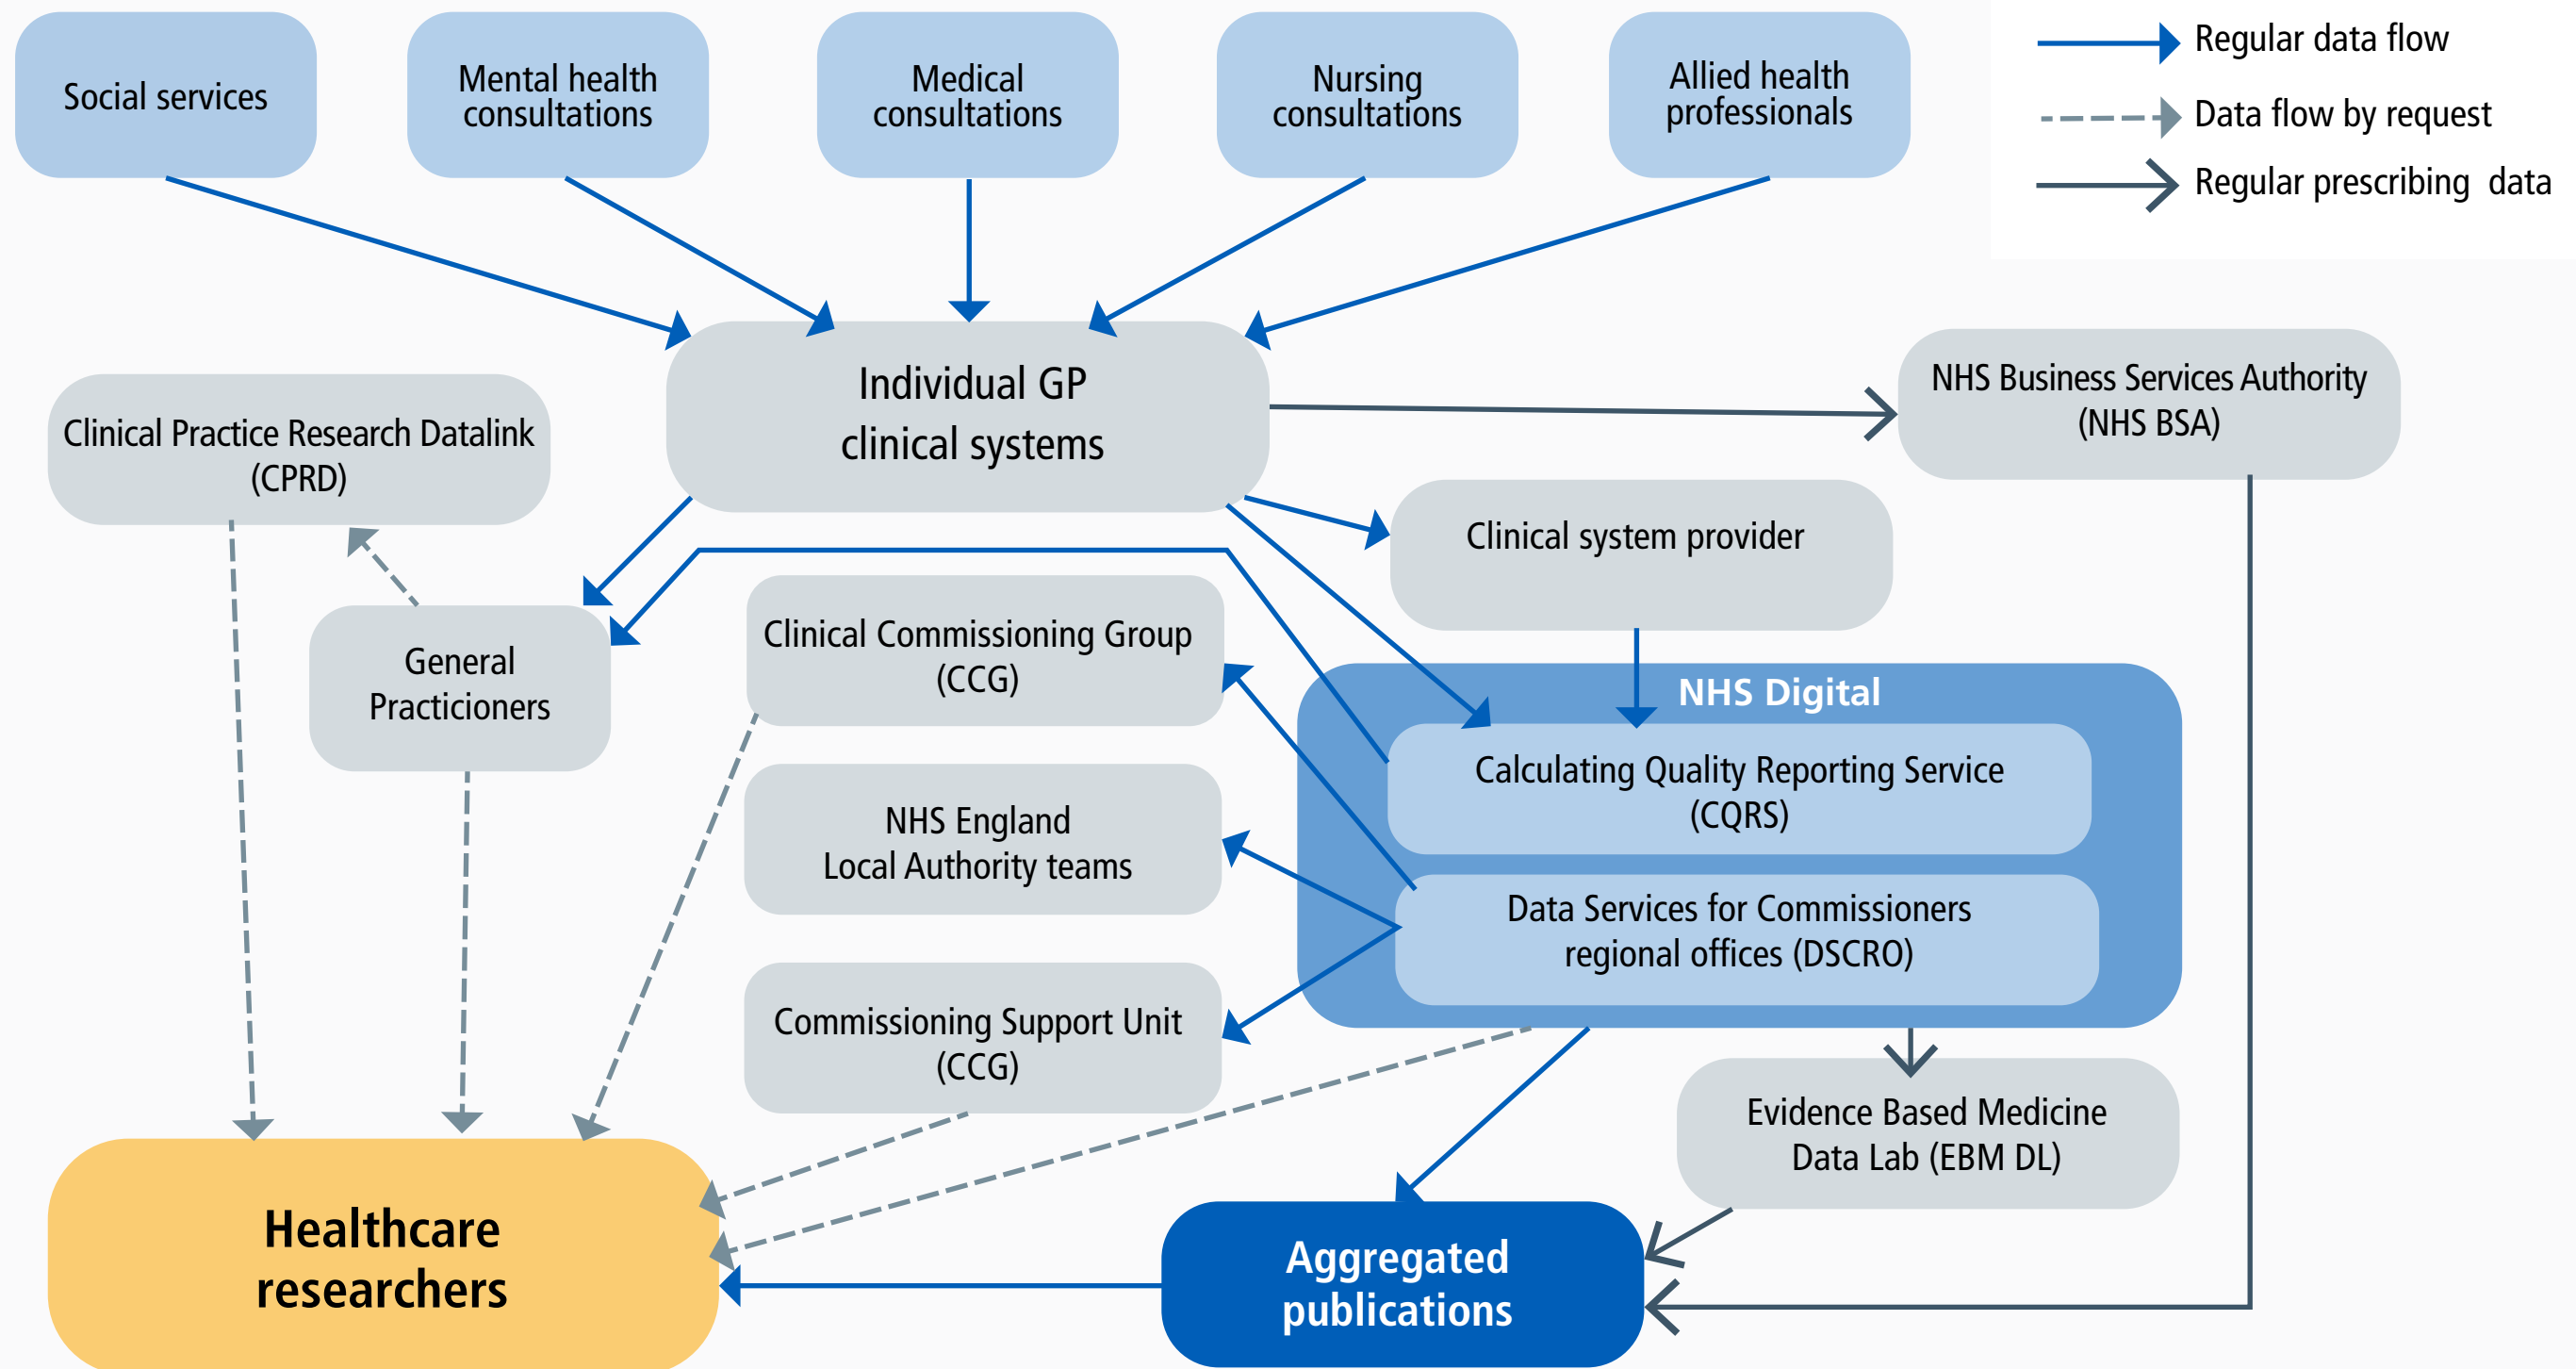 Social services
Mental health
consultations
Medical
consultations
Nursing
consultations
Allied health
professionals
Regular data flow
Data flow by request
Regular prescribing data
Individual GP
clinical systems
NHS Business Services Authority
(NHS BSA)
Clinical Practice Research Datalink
(CPRD)
Clinical system provider
General
Practicioners
Clinical Commissioning Group
(CCG)
NHS Digital
Calculating Quality Reporting Service
(CQRS)
NHS England
Local Authority teams
Data Services for Commissioners
regional offices (DSCRO)
Commissioning Support Unit
(CCG)
Evidence Based Medicine
Data Lab (EBM DL)
Healthcare
researchers
Aggregated
publications